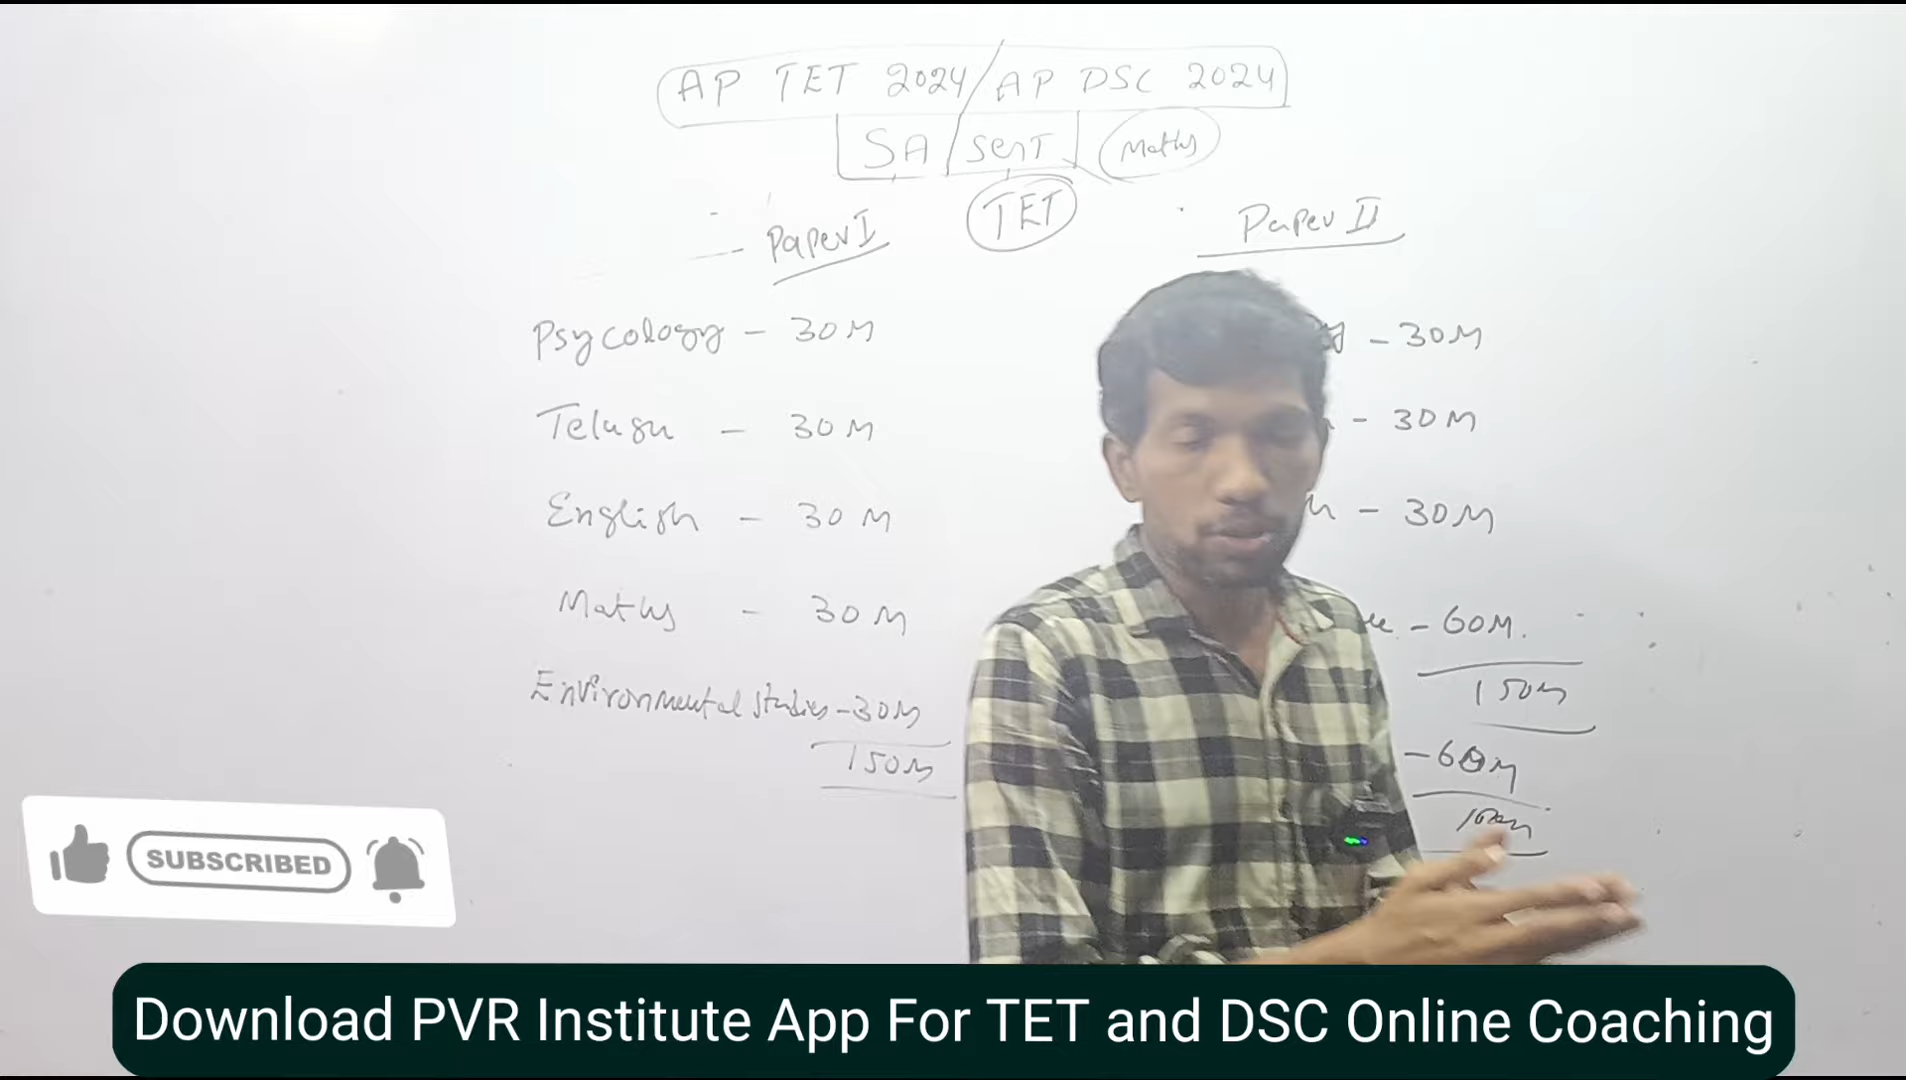 AP TET 2024/AP DSC 2024
SA/SGT Maths
TET
Paper I
Paper II
Psycology - 30M
- 30M
Telugu - 30M
- 30M
English - 30M
- 30M
Maths - 30M
- 60M.
150M
Environmental Studies - 30M
150M
- 60M
SUBSCRIBED
Download PVR Institute App For TET and DSC Online Coaching